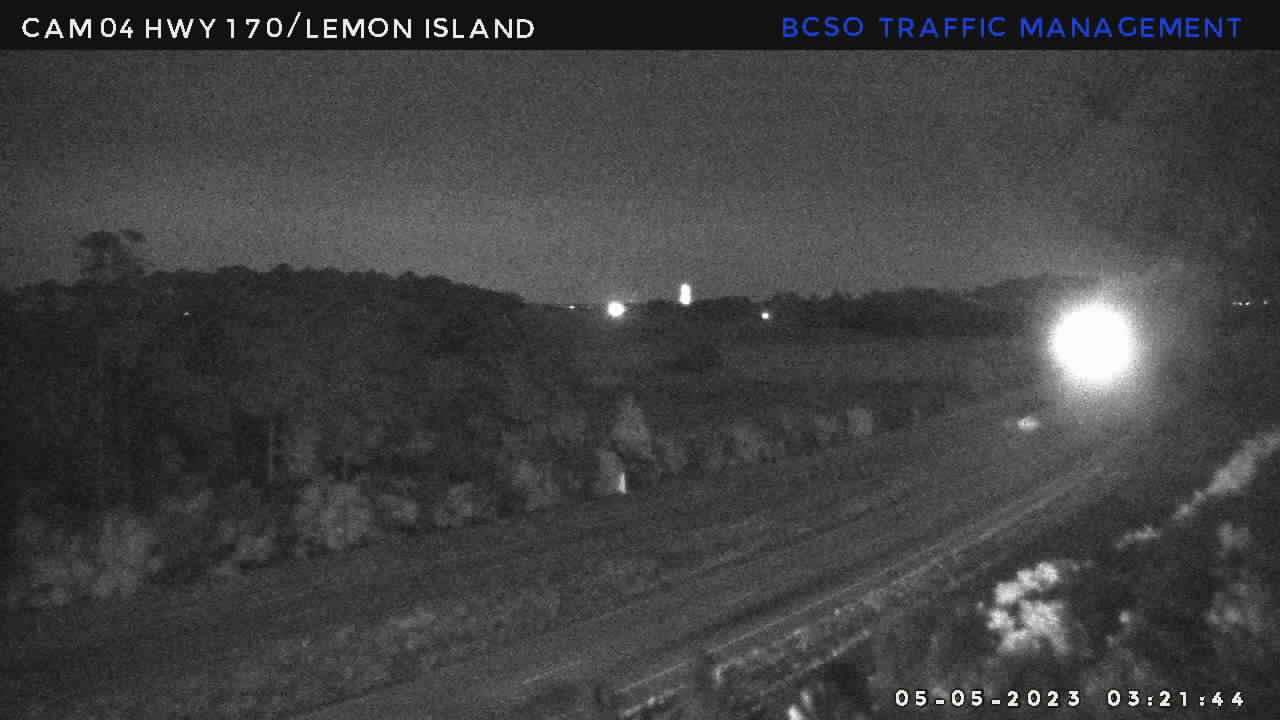 CAM04 HWY170/LEMON ISLAND
BCSO TRAFFIC MANAGEMENT
05-05-2023 03:21:44